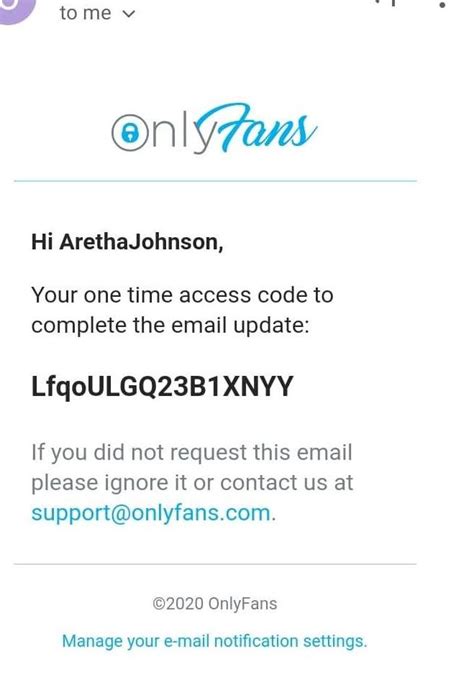 to me
OnlyFans
Hi ArethaJohnson,
Your one time access code to
complete the email update:
LfqoULGQ23B1XNYY
If you did not request this email
please ignore it or contact us at
support@onlyfans.com.
©2020 OnlyFans
Manage your e-mail notification settings.